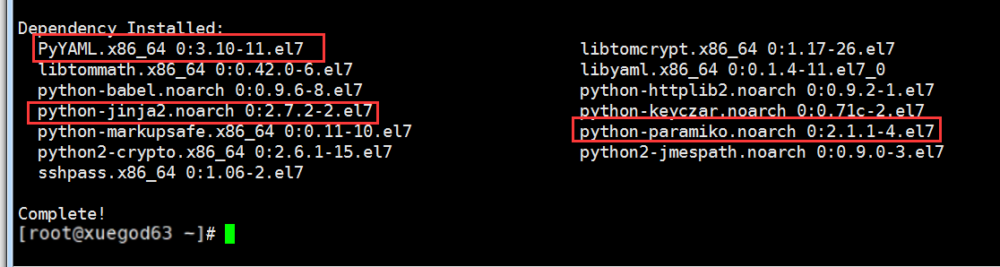 Dependency Installed:
PyYAML.x86_64 0:3.10-11.el7 libtomcrypt.x86_64 0:1.17-26.el7
libtommath.x86_64 0:0.42.0-6.el7 libyaml.x86_64 0:0.1.4-11.el7_0
python-babel.noarch 0:0.9.6-8.el7 python-httplib2.noarch 0:0.9.2-1.el7
python-jinja2.noarch 0:2.7.2-2.el7 python-keyczar.noarch 0:0.71c-2.el7
python-markupsafe.x86_64 0:0.11-10.el7 python-paramiko.noarch 0:2.1.1-4.el7
python2-crypto.x86_64 0:2.6.1-15.el7 python2-jmespath.noarch 0:0.9.0-3.el7
sshpass.x86_64 0:1.06-2.el7
Complete!
[root@xuegod63 ~]#